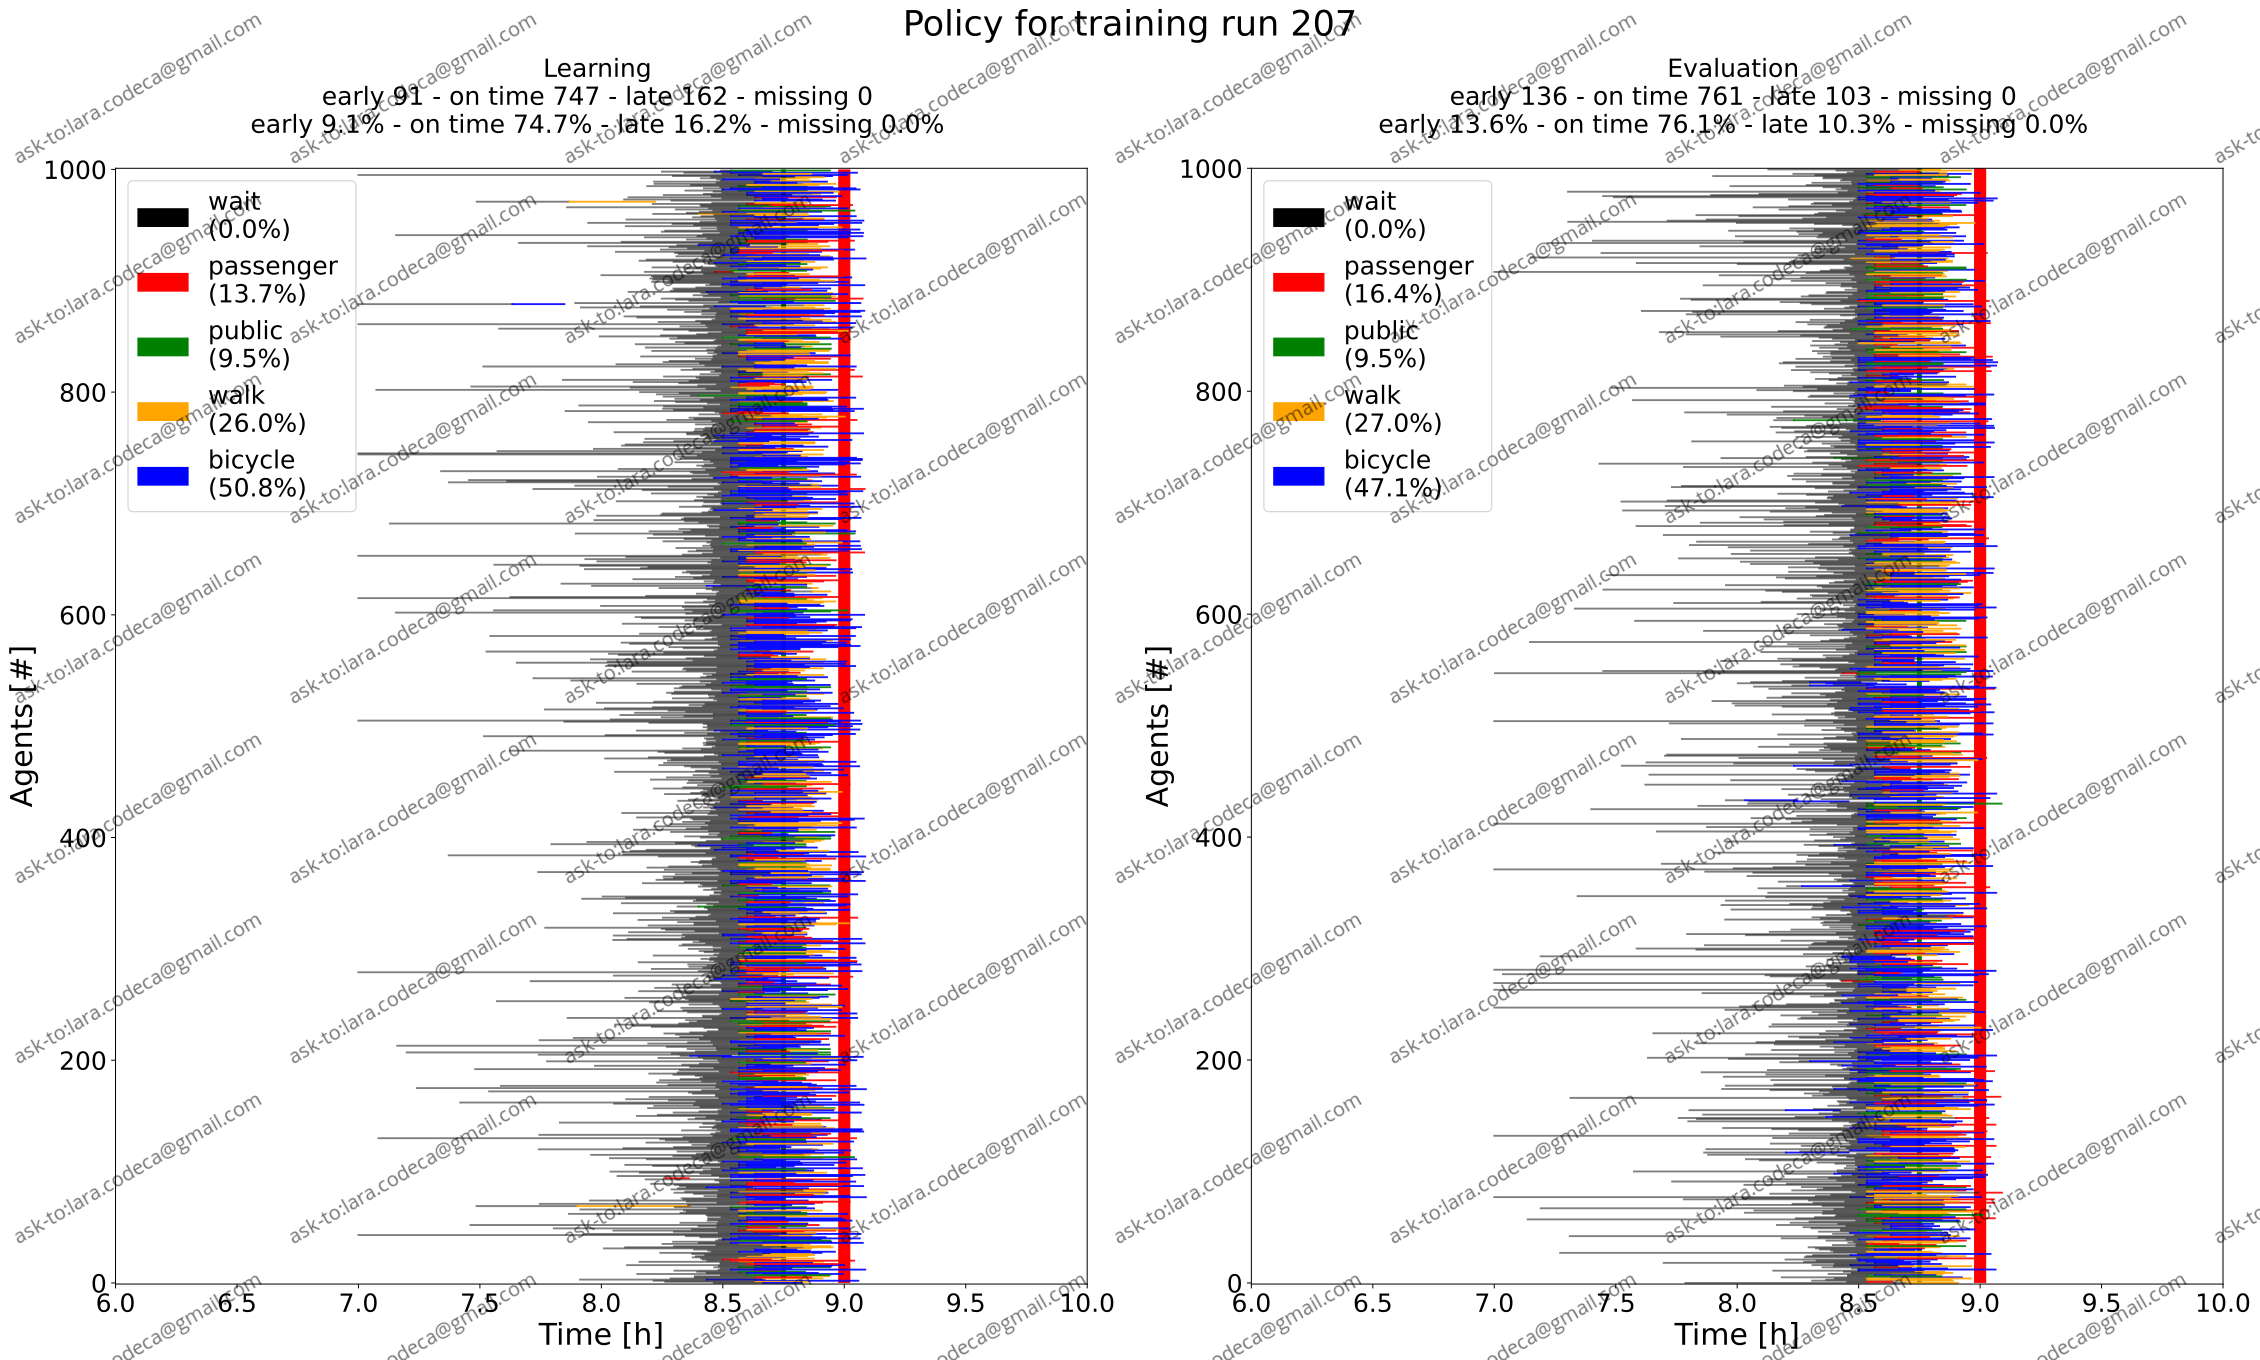 Policy for training run 207
Learning
early 91 - on time 747 - late 162 - missing 0
early 9.1% - on time 74.7% - late 16.2% - missing 0.0%
1000
800
600
400
200
0
Agents [#]
wait
(0.0%)
passenger
(13.7%)
public
(9.5%)
walk
(26.0%)
bicycle
(50.8%)
6.0 6.5 7.0 7.5 8.0 8.5 9.0 9.5 10.0
Time [h]
Evaluation
early 136 - on time 761 - late 103 - missing 0
early 13.6% - on time 76.1% - late 10.3% - missing 0.0%
1000
800
600
400
200
0
Agents [#]
wait
(0.0%)
passenger
(16.4%)
public
(9.5%)
walk
(27.0%)
bicycle
(47.1%)
6.0 6.5 7.0 7.5 8.0 8.5 9.0 9.5 10.0
Time [h]
ask-to:lara.codeca@gmail.com